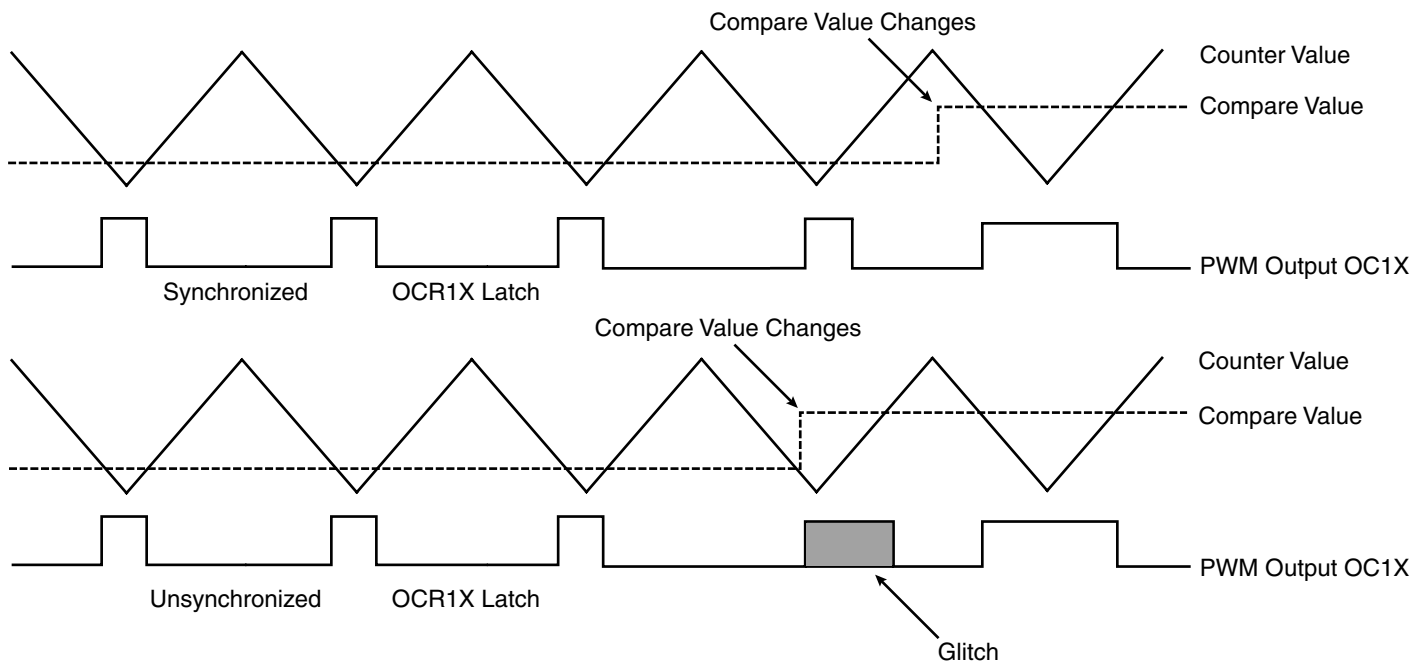 Compare Value Changes
Counter Value
Compare Value
PWM Output OC1X
Synchronized OCR1X Latch
Compare Value Changes
Counter Value
Compare Value
PWM Output OC1X
Unsynchronized OCR1X Latch
Glitch